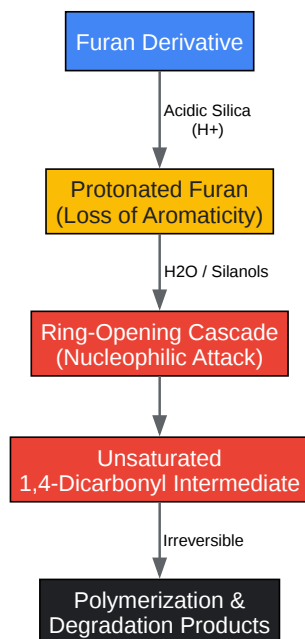 Furan Derivative
Acidic Silica
(H+)
Protonated Furan
(Loss of Aromaticity)
H2O / Silanols
Ring-Opening Cascade
(Nucleophilic Attack)
Unsaturated
1,4-Dicarbonyl Intermediate
Irreversible
Polymerization &
Degradation Products